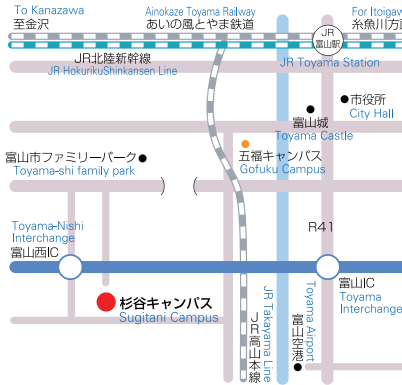 To Kanazawa
至金沢
Ainokaze Toyama Railway
あいの風とやま鉄道
For Itoigaw
糸魚川方面
JR
富山駅
JR北陸新幹線
JR HokurikuShinkansen Line
JR Toyama Station
市役所
City Hall
富山城
Toyama Castle
富山市ファミリーパーク
Toyama-shi family park
五福キャンパス
Gofuku Campus
Toyama-Nishi
Interchange
富山西IC
R41
富山IC
Toyama
Interchange
杉谷キャンパス
Sugitani Campus
JR高山本線
JR Takayama Line
富山空港
Toyama Airport